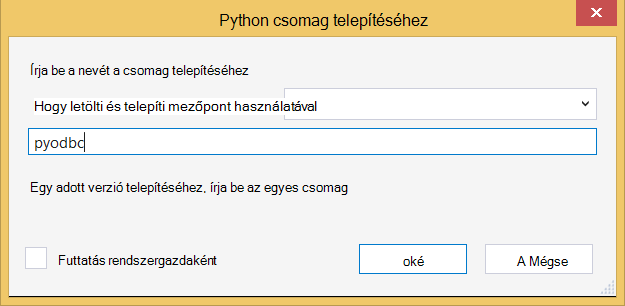 Python csomag telepítéséhez
Írja be a nevét a csomag telepítéséhez
Hogy letölti és telepíti mezőpont használatával
pyodbc
Egy adott verzió telepítéséhez, írja be az egyes csomag
Futtatás rendszergazdaként
oké
A Mégse